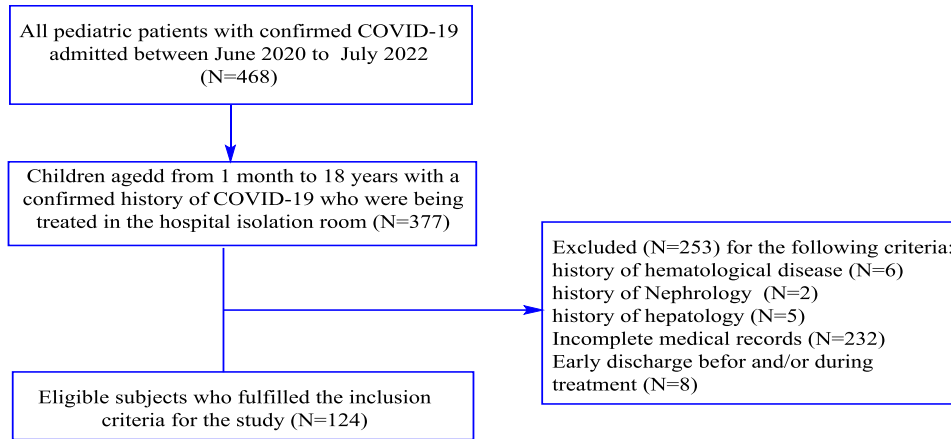 All pediatric patients with confirmed COVID-19
admitted between June 2020 to July 2022
(N=468)
Children agedd from 1 month to 18 years with a
confirmed history of COVID-19 who were being
treated in the hospital isolation room (N=377)
Excluded (N=253) for the following criteria:
history of hematological disease (N=6)
history of Nephrology (N=2)
history of hepatology (N=5)
Incomplete medical records (N=232)
Early discharge befor and/or during
treatment (N=8)
Eligible subjects who fulfilled the inclusion
criteria for the study (N=124)